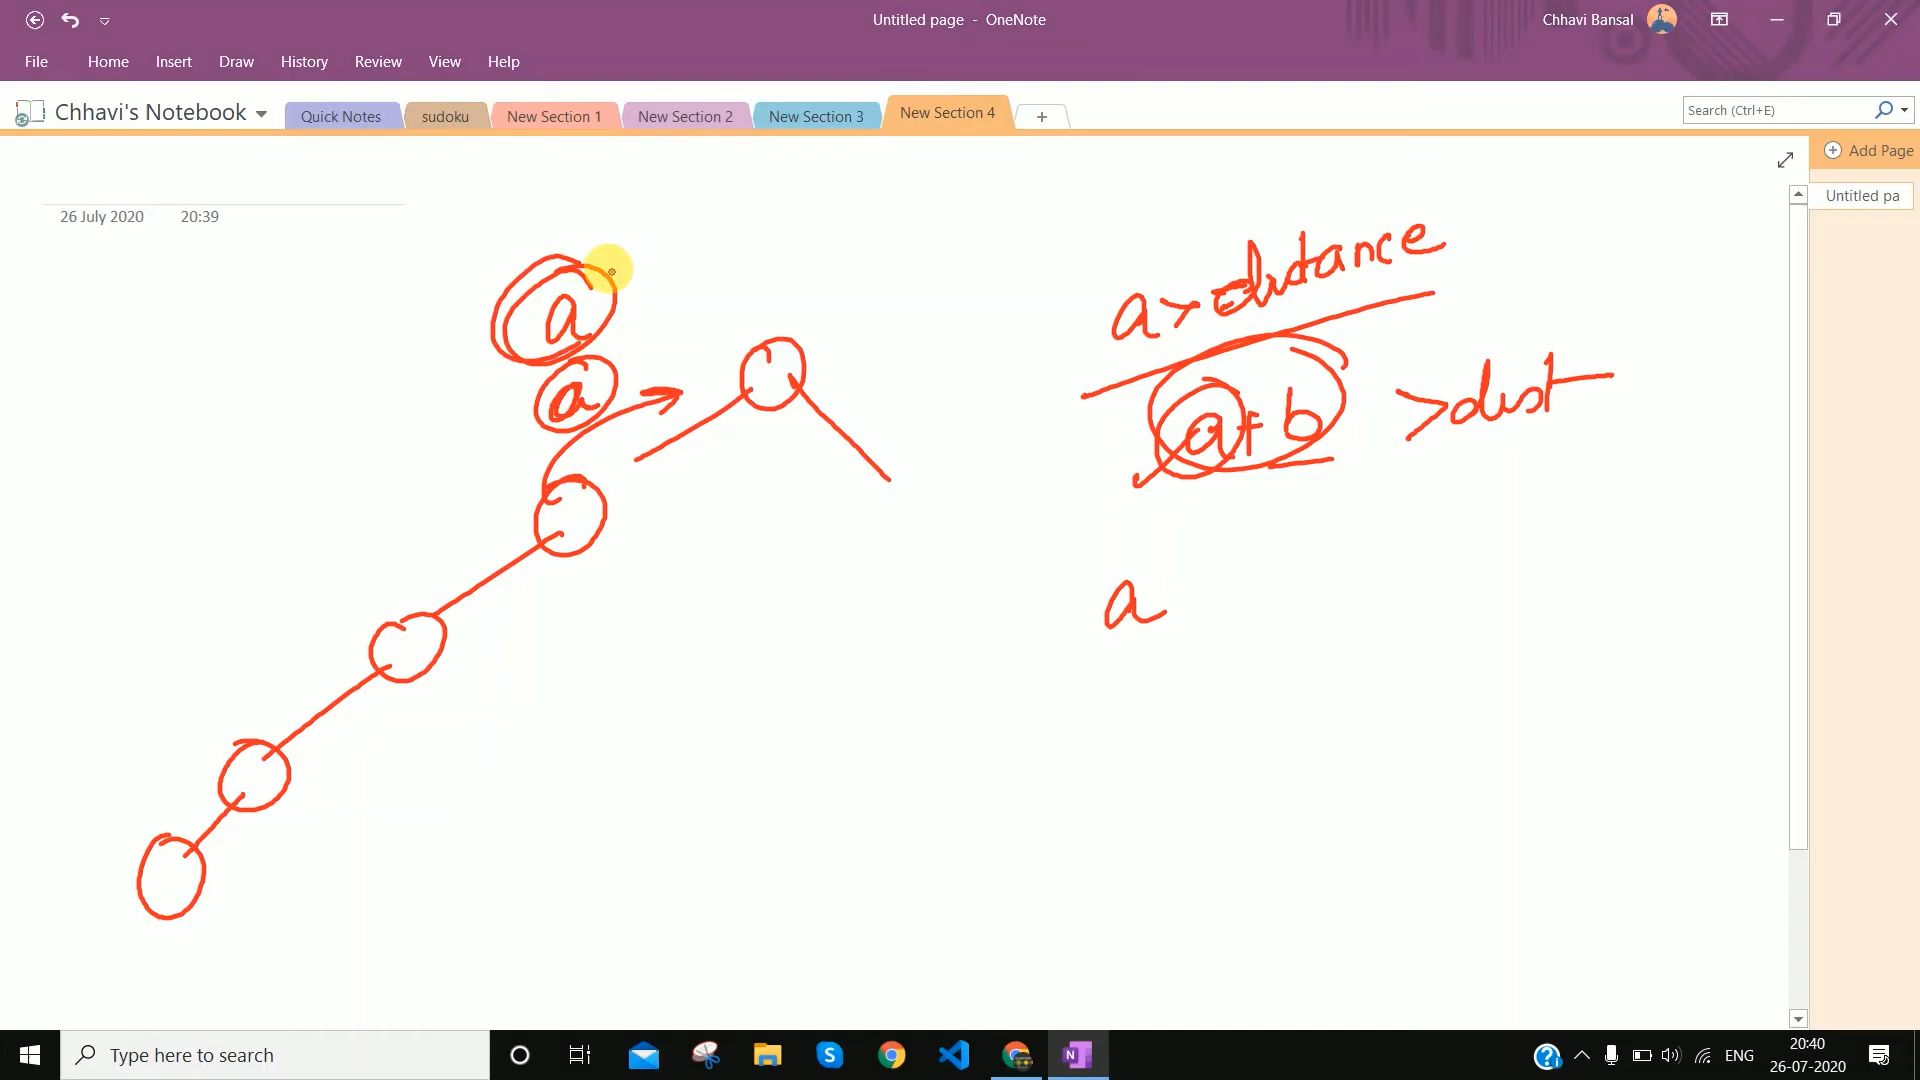 Untitled page - OneNote
Chhavi Bansal
File Home Insert Draw History Review View Help
Chhavi's Notebook
Quick Notes sudoku New Section 1 New Section 2 New Section 3 New Section 4 +
Search (Ctrl+E)
Add Page
Untitled pa
26 July 2020 20:39
a
a
a > distance
a + b > dist
a
Type here to search
ENG
20:40
26-07-2020